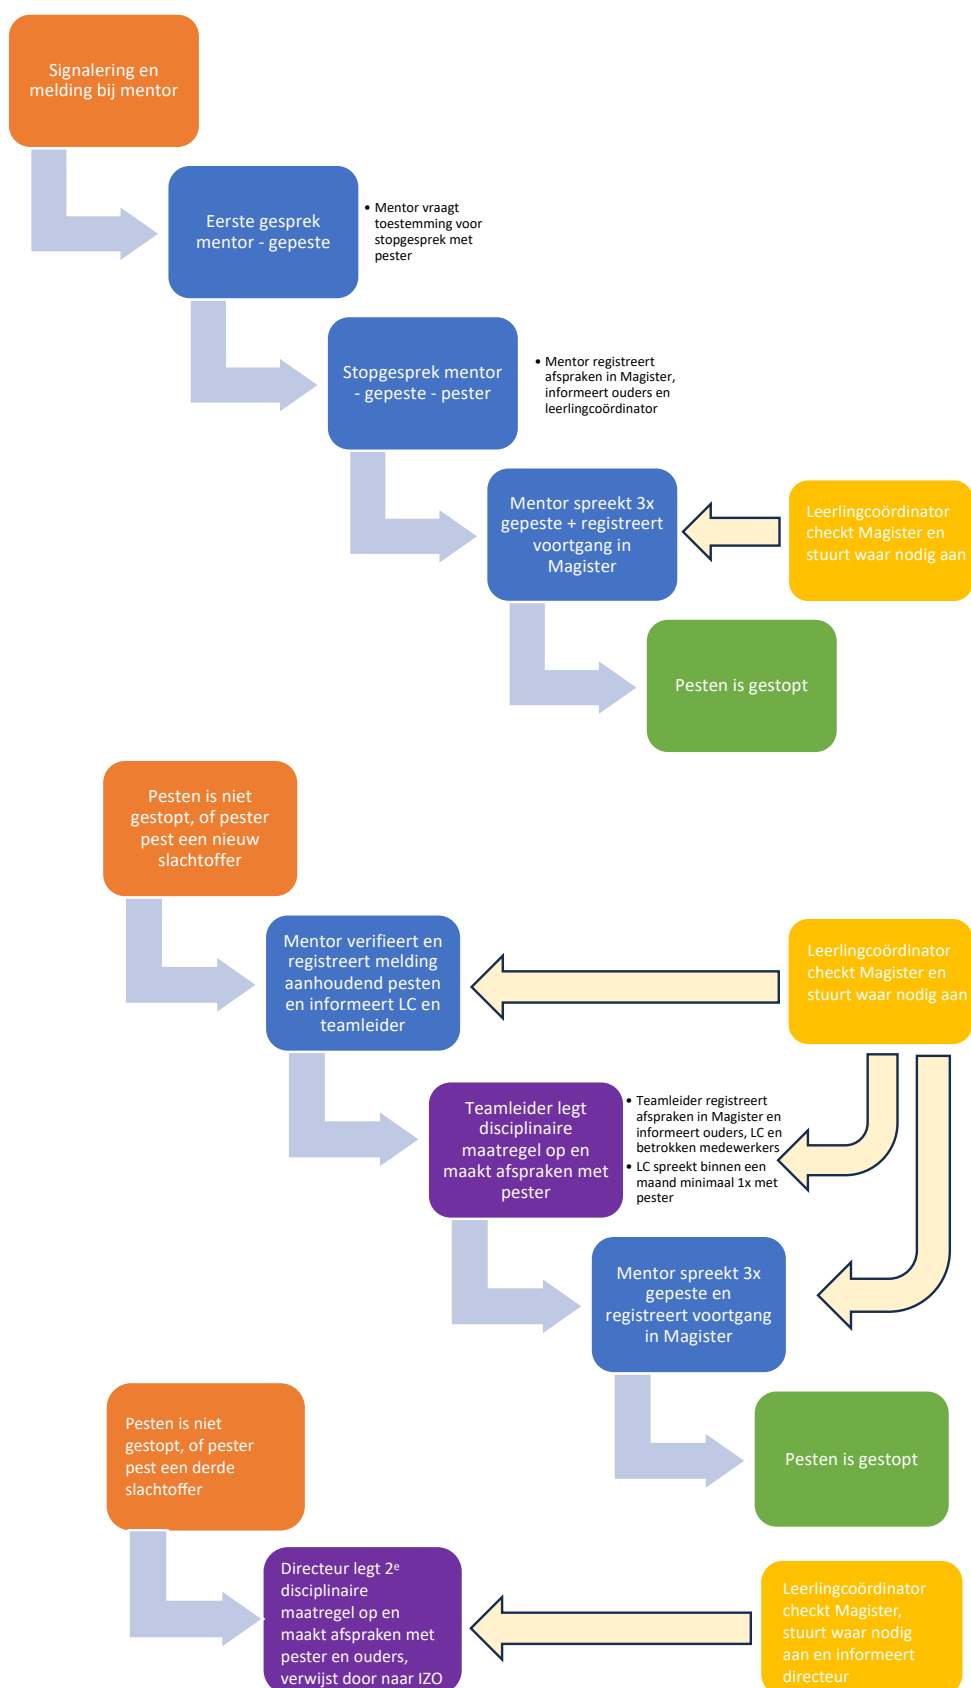 Signalering en
melding bij mentor
Eerste gesprek
mentor - gepeste
• Mentor vraagt
toestemming voor
stopgesprek met
pester
Stopgesprek mentor
- gepeste - pester
• Mentor registreert
afspraken in Magister,
informeert ouders en
leerlingcoördinator
Mentor spreekt 3x
gepeste + registreert
voortgang in
Magister
Leerlingcoördinator
checkt Magister en
stuurt waar nodig aan
Pesten is gestopt
Pesten is niet
gestopt, of pester
pest een nieuw
slachtoffer
Mentor verifieert en
registreert melding
aanhoudend pesten
en informeert LC en
teamleider
Leerlingcoördinator
checkt Magister en
stuurt waar nodig aan
Teamleider legt
disciplinaire
maatregel op en
maakt afspraken met
pester
• Teamleider registreert
afspraken in Magister en
informeert ouders, LC en
betrokken medewerkers
• LC spreekt binnen een
maand minimaal 1x met
pester
Mentor spreekt 3x
gepeste en
registreert voortgang
in Magister
Pesten is gestopt
Pesten is niet
gestopt, of pester
pest een derde
slachtoffer
Directeur legt 2ᵉ
disciplinaire
maatregel op en
maakt afspraken met
pester en ouders,
verwijst door naar IZO
Leerlingcoördinator
checkt Magister,
stuurt waar nodig
aan en informeert
directeur